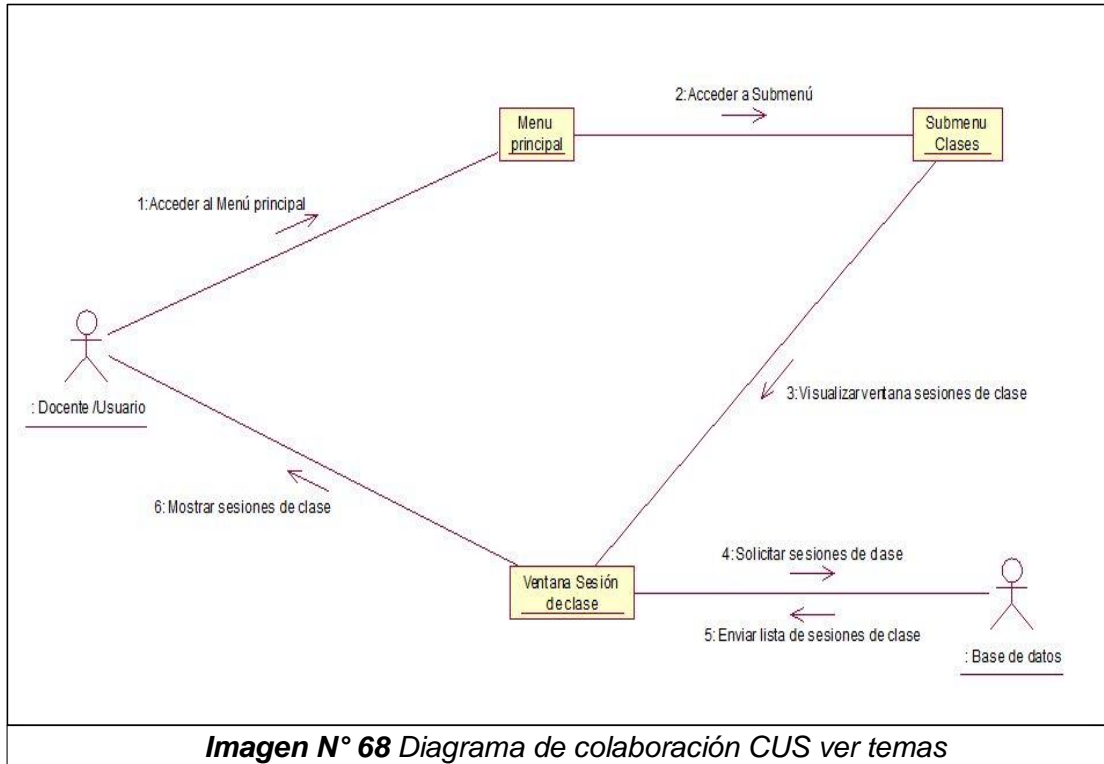 2:Acceder a Submenú
Menu
principal
Submenu
Clases
1:Acceder al Menú principal
3:Visualizar ventana sesiones de clase
: Docente /Usuario
6:Mostrar sesiones de clase
4:Solicitar sesiones de clase
Ventana Sesión
de clase
5:Enviar lista de sesiones de clase
: Base de datos
Imagen N° 68 Diagrama de colaboración CUS ver temas